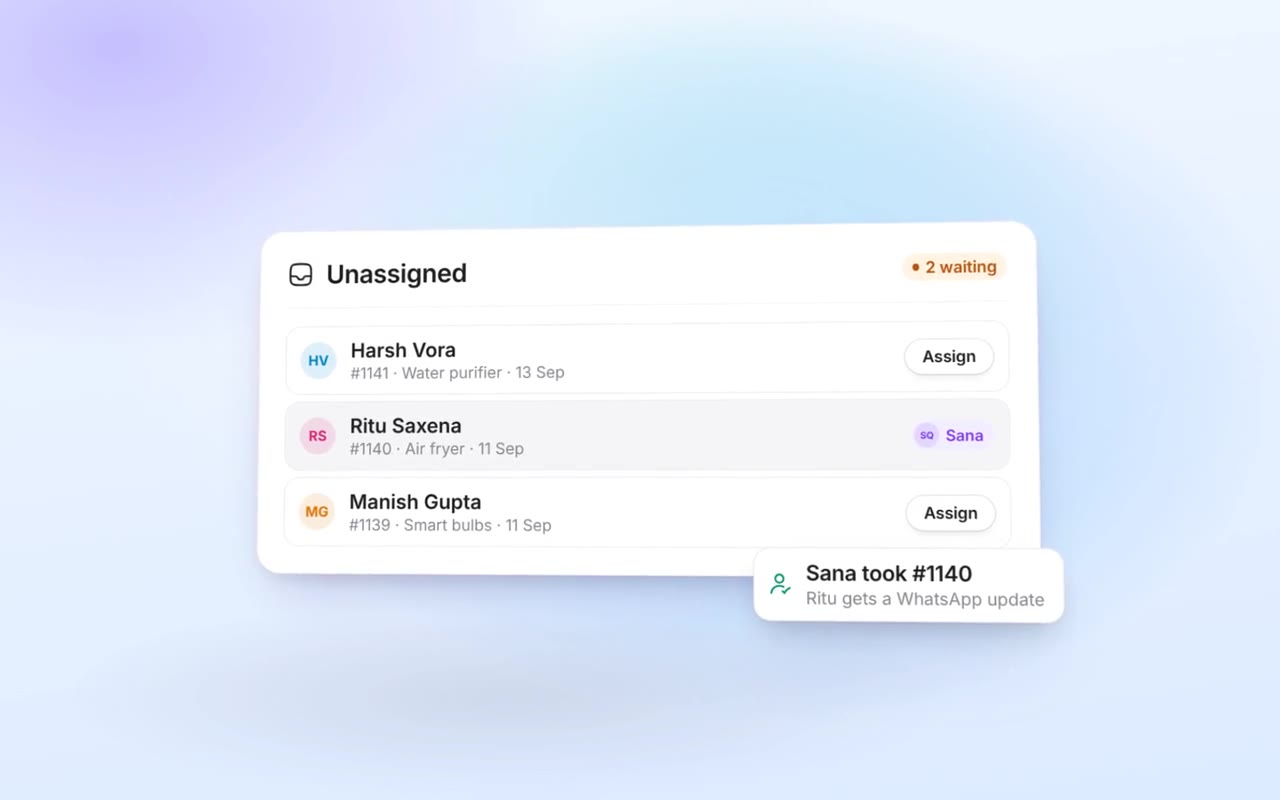 Unassigned
2 waiting
HV
Harsh Vora
#1141 · Water purifier · 13 Sep
Assign
RS
Ritu Saxena
#1140 · Air fryer · 11 Sep
SQ
Sana
MG
Manish Gupta
#1139 · Smart bulbs · 11 Sep
Assign
Sana took #1140
Ritu gets a WhatsApp update